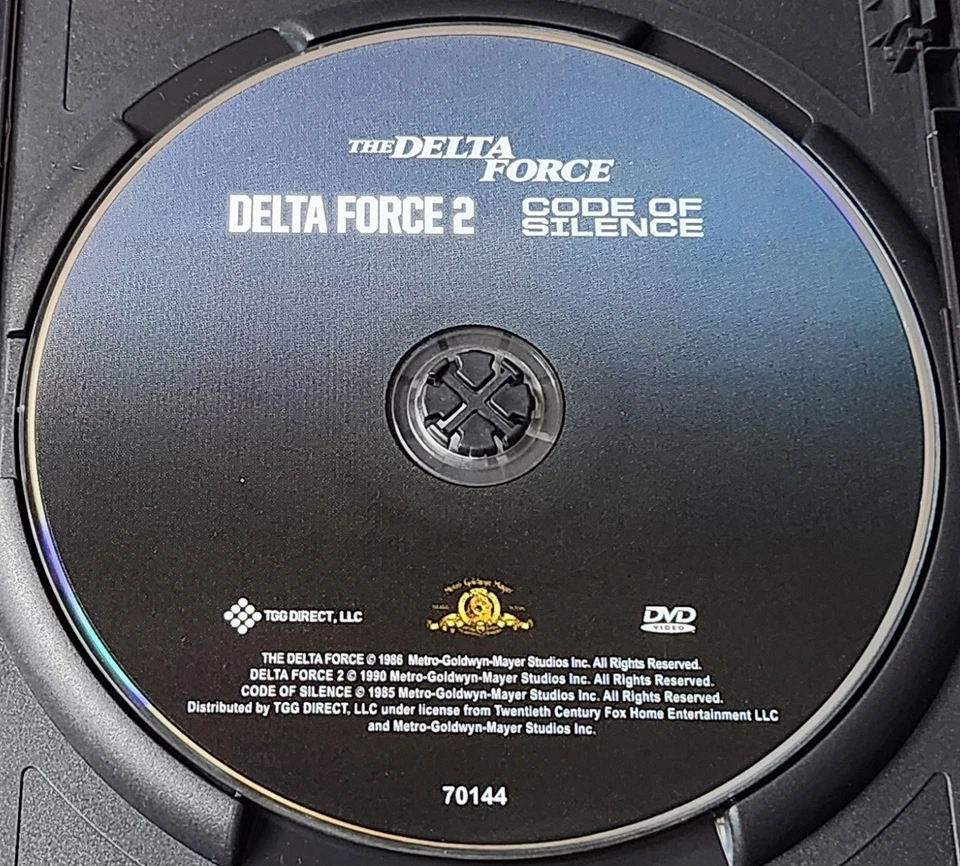 THE DELTA
FORCE
DELTA FORCE 2 CODE OF
SILENCE
Metro Goldwyn Mayer
TGG DIRECT, LLC
DVD
VIDEO
THE DELTA FORCE © 1986 Metro-Goldwyn-Mayer Studios Inc. All Rights Reserved.
DELTA FORCE 2 © 1990 Metro-Goldwyn-Mayer Studios Inc. All Rights Reserved.
CODE OF SILENCE © 1985 Metro-Goldwyn-Mayer Studios Inc. All Rights Reserved.
Distributed by TGG DIRECT, LLC under license from Twentieth Century Fox Home Entertainment LLC
and Metro-Goldwyn-Mayer Studios Inc.
70144